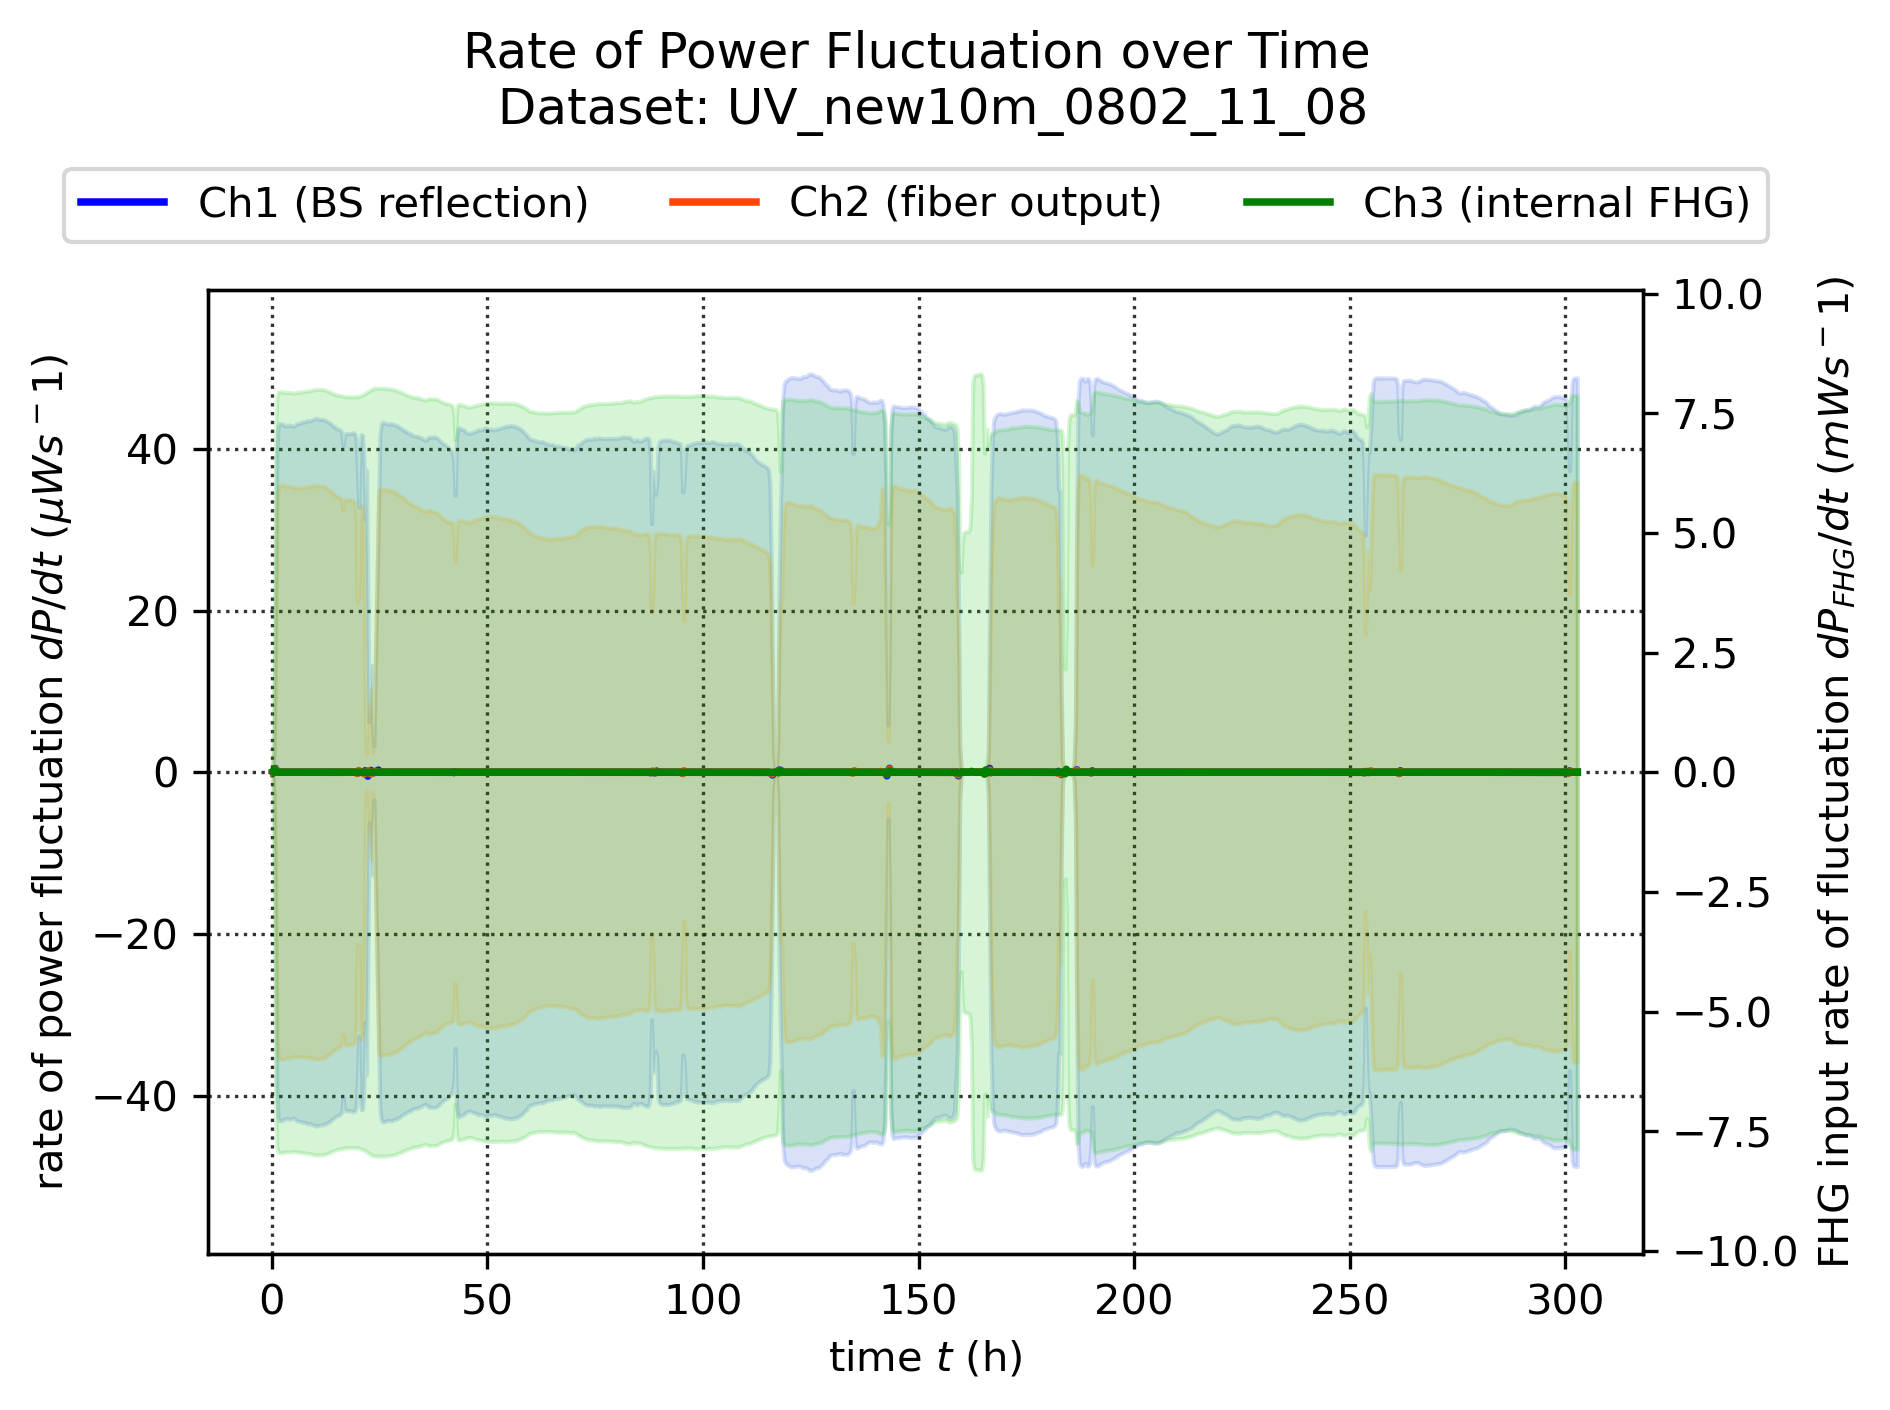 Rate of Power Fluctuation over Time
Dataset: UV_new10m_0802_11_08
Ch1 (BS reflection)
Ch2 (fiber output)
Ch3 (internal FHG)
rate of power fluctuation dP/dt (μWs⁻1)
40
20
0
−20
−40
10.0
7.5
5.0
2.5
0.0
−2.5
−5.0
−7.5
−10.0
FHG input rate of fluctuation dP_FHG/dt (mWs⁻1)
0
50
100
150
200
250
300
time t (h)